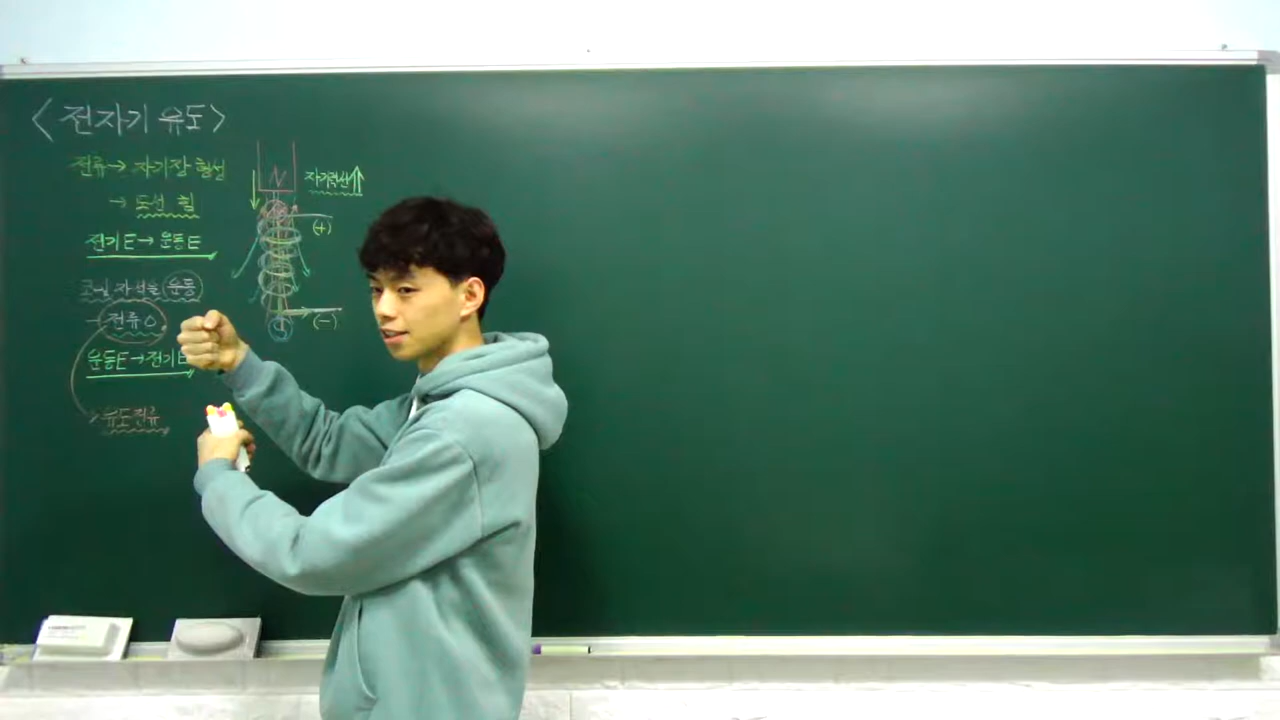 <전자기 유도>
전류→ 자기장 형성
→ 도선 힘
전기E→운동E
코일, 자석을 운동
→ 전류 O
운동E→전기E
유도전류
N
자기력선↑
(+)
(-)